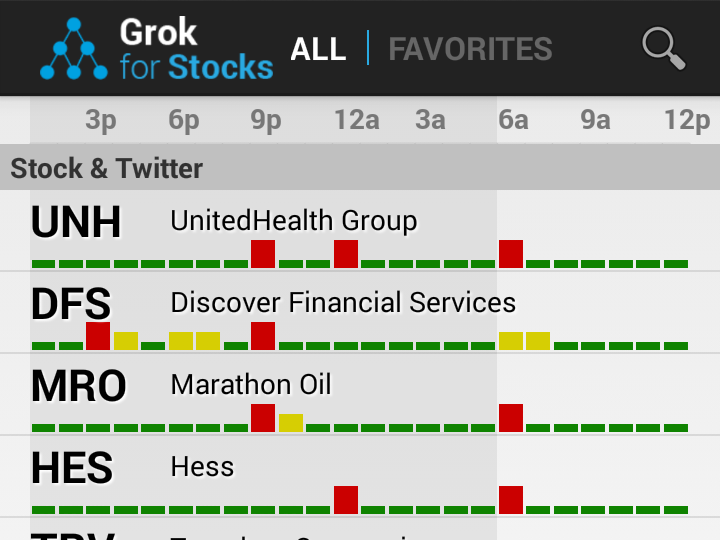 Grok
for Stocks
ALL | FAVORITES
3p 6p 9p 12a 3a 6a 9a 12p
Stock & Twitter
UNH UnitedHealth Group
DFS Discover Financial Services
MRO Marathon Oil
HES Hess